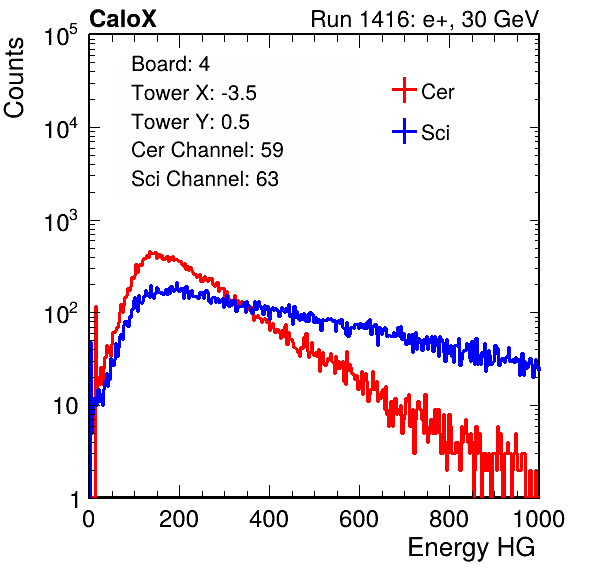 CaloX Run 1416: e+, 30 GeV
Counts
Board: 4
Tower X: -3.5
Tower Y: 0.5
Cer Channel: 59
Sci Channel: 63
Cer
Sci
10^5
10^4
10^3
10^2
10
1
0 200 400 600 800 1000
Energy HG